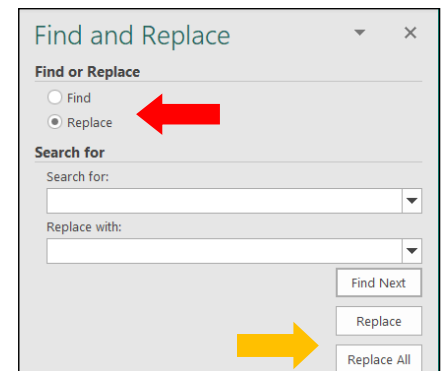 Find and Replace
Find or Replace
Find
Replace
Search for
Search for:
Replace with:
Find Next
Replace
Replace All